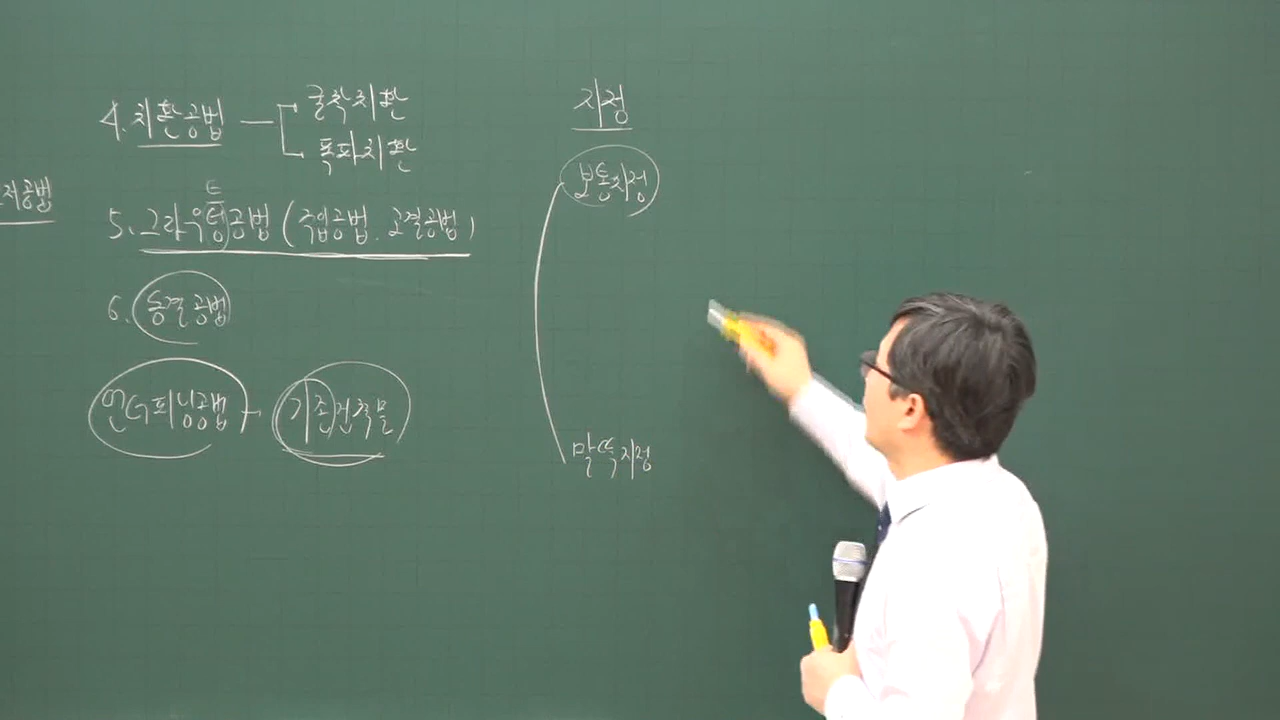 4. 치환공법 굴착치환
폭파치환
저공법
트
5. 그라우팅공법 (주입공법. 고결공법)
6. 동결공법
언더피닝공법 - 기존건축물
지정
보통지정
말뚝지정